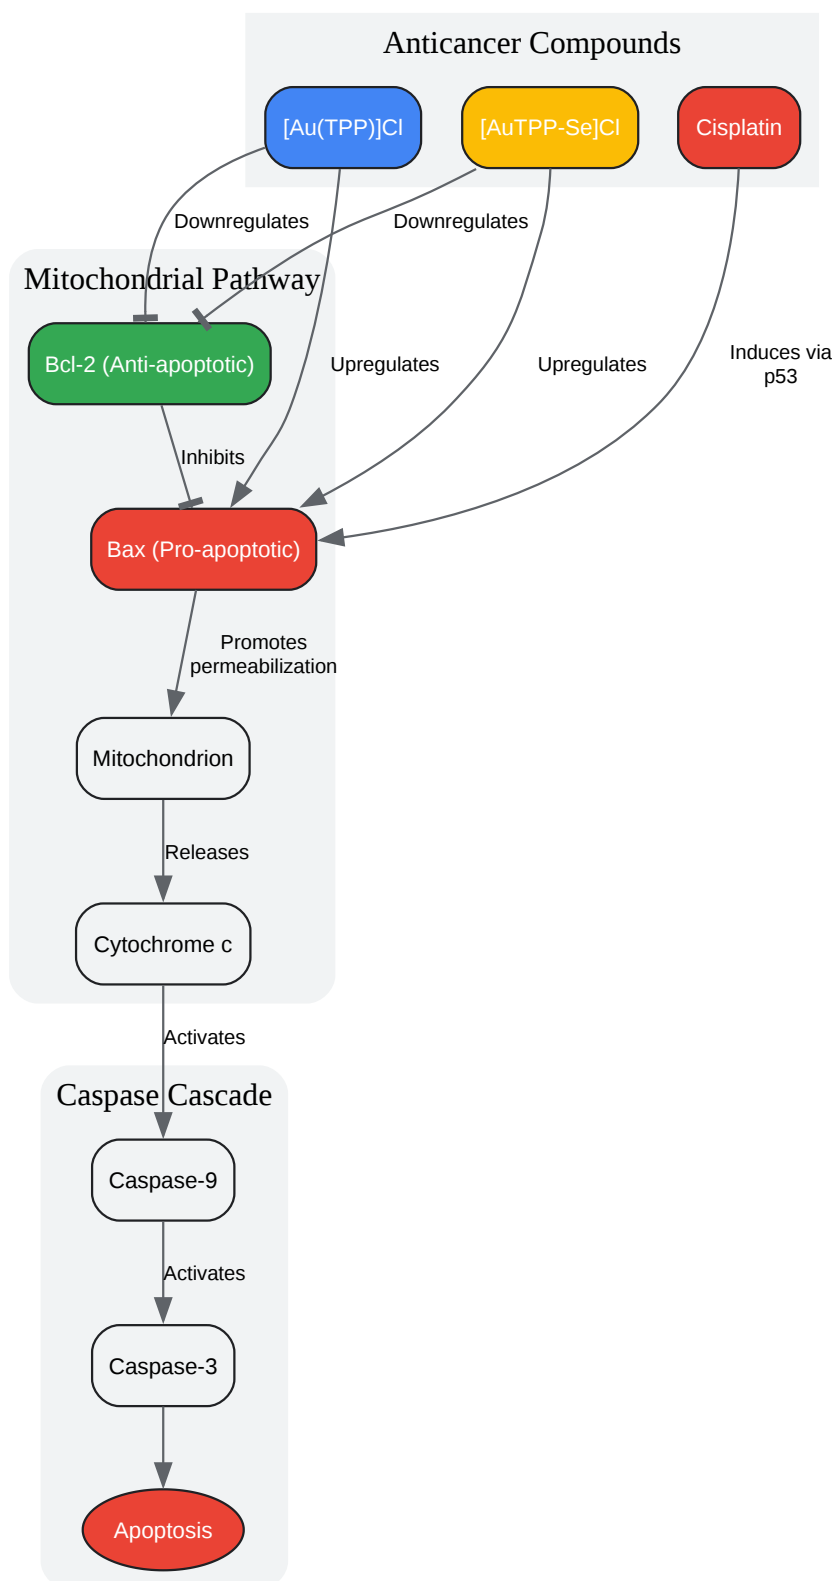 Anticancer Compounds
[Au(TPP)]Cl
[AuTPP-Se]Cl
Cisplatin
Downregulates
Downregulates
Mitochondrial Pathway
Bcl-2 (Anti-apoptotic)
Upregulates
Upregulates
Induces via
p53
Inhibits
Bax (Pro-apoptotic)
Promotes
permeabilization
Mitochondrion
Releases
Cytochrome c
Activates
Caspase Cascade
Caspase-9
Activates
Caspase-3
Apoptosis